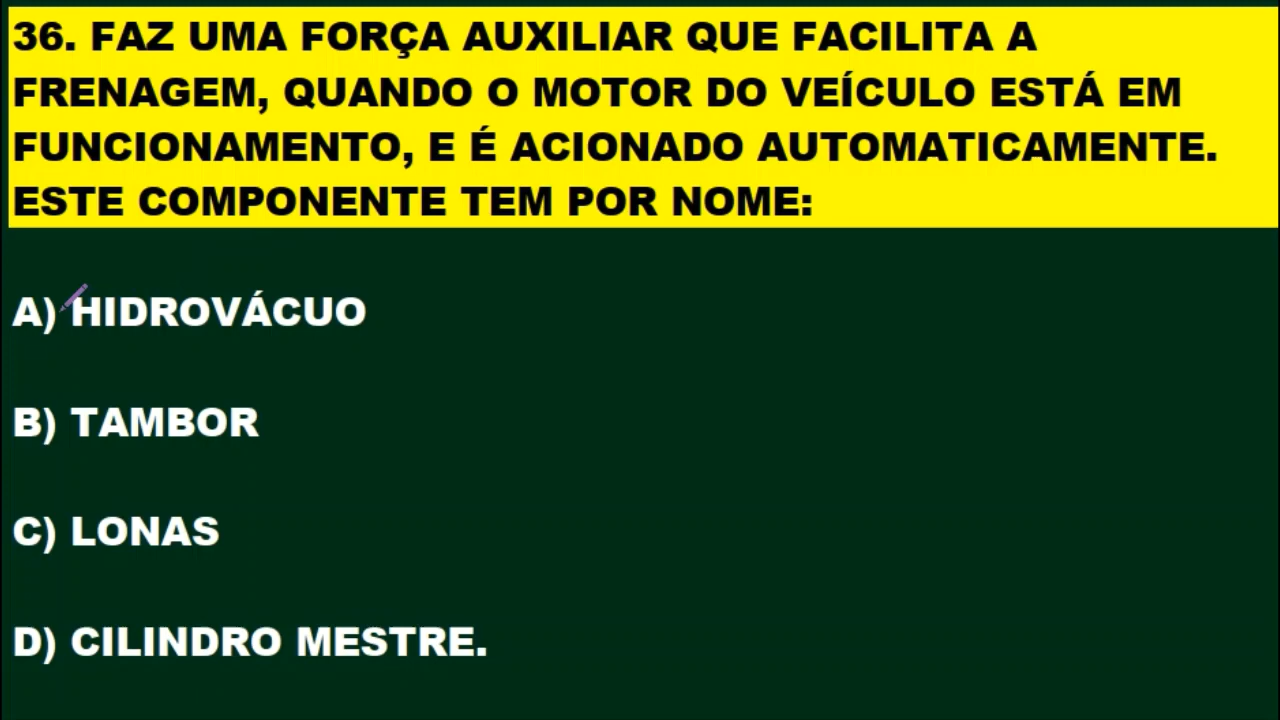 36. FAZ UMA FORÇA AUXILIAR QUE FACILITA A
FRENAGEM, QUANDO O MOTOR DO VEÍCULO ESTÁ EM
FUNCIONAMENTO, E É ACIONADO AUTOMATICAMENTE.
ESTE COMPONENTE TEM POR NOME:
A) HIDROVÁCUO
B) TAMBOR
C) LONAS
D) CILINDRO MESTRE.